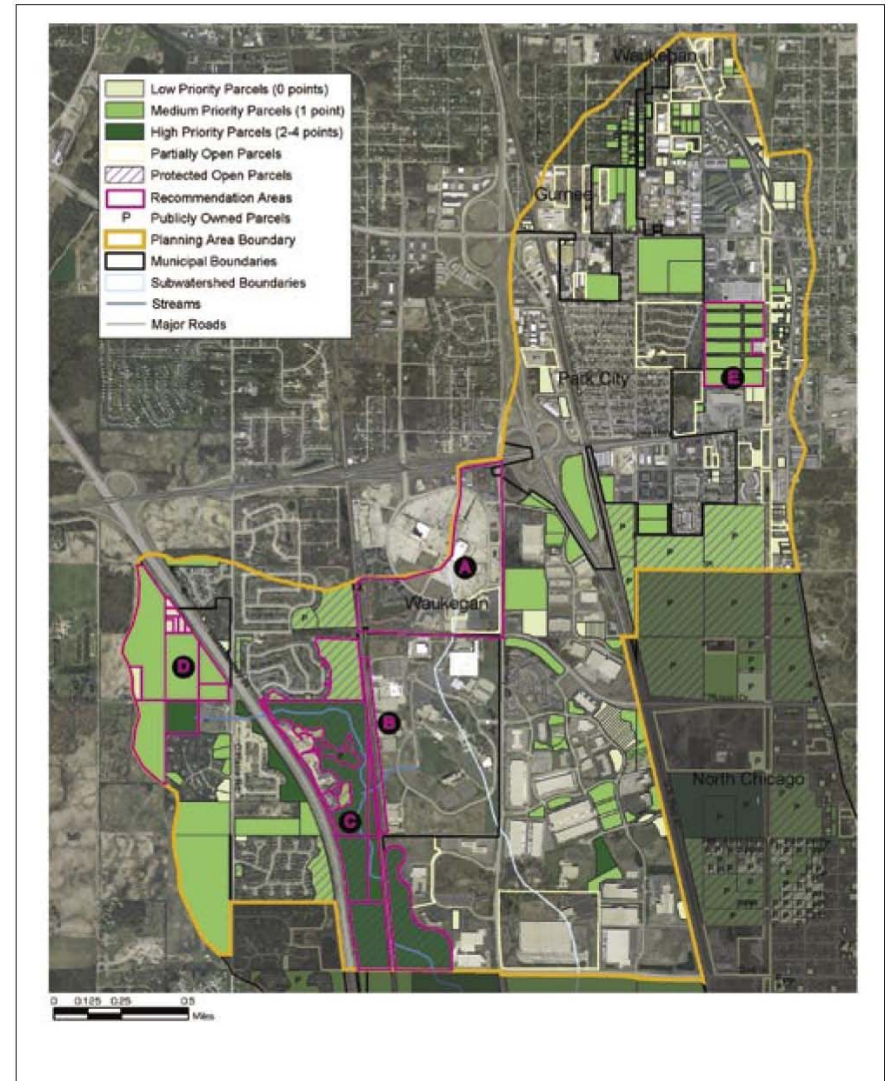 Low Priority Parcels (0 points)
Medium Priority Parcels (1 point)
High Priority Parcels (2-4 points)
Partially Open Parcels
Protected Open Parcels
Recommendation Areas
P Publicly Owned Parcels
Planning Area Boundary
Municipal Boundaries
Subwatershed Boundaries
Streams
Major Roads
Waukegan
Gurnee
Park City
E
A
Waukegan
D
B
C
North Chicago
P
P
P
P
P
P
0 0.125 0.25 0.5
Miles